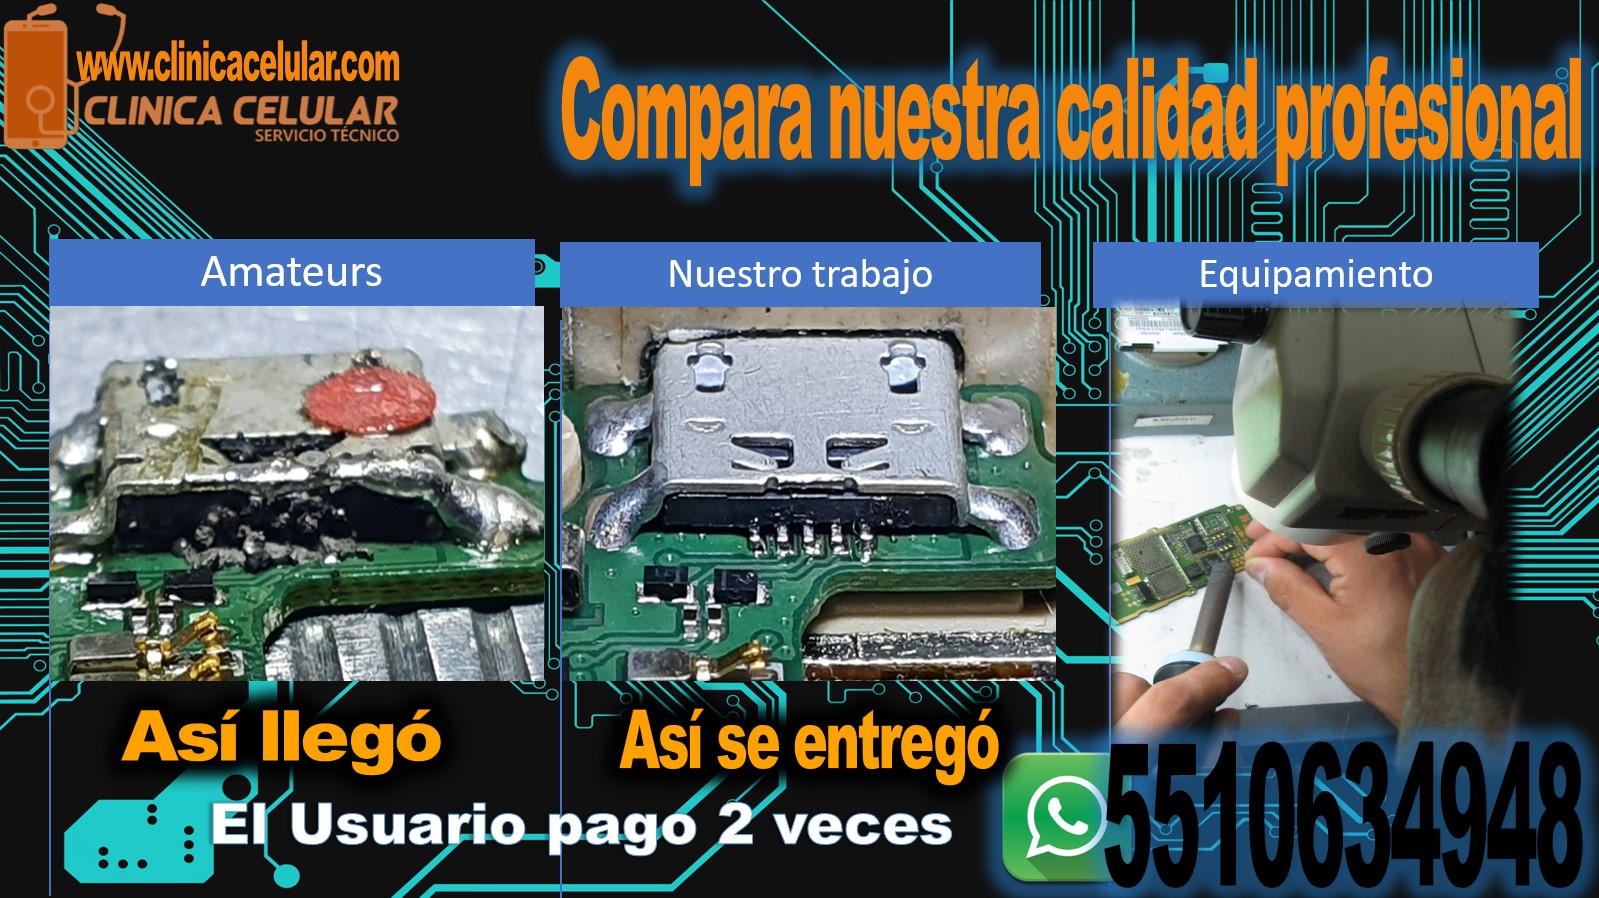 www.clinicacelular.com
CLINICA CELULAR
SERVICIO TÉCNICO
Compara nuestra calidad profesional
Amateurs
Nuestro trabajo
Equipamiento
Así llegó
Así se entregó
El Usuario pago 2 veces
5510634948